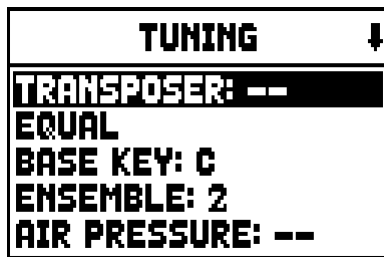 TUNING
TRANSPOSER: --
EQUAL
BASE KEY: C
ENSEMBLE: 2
AIR PRESSURE: --